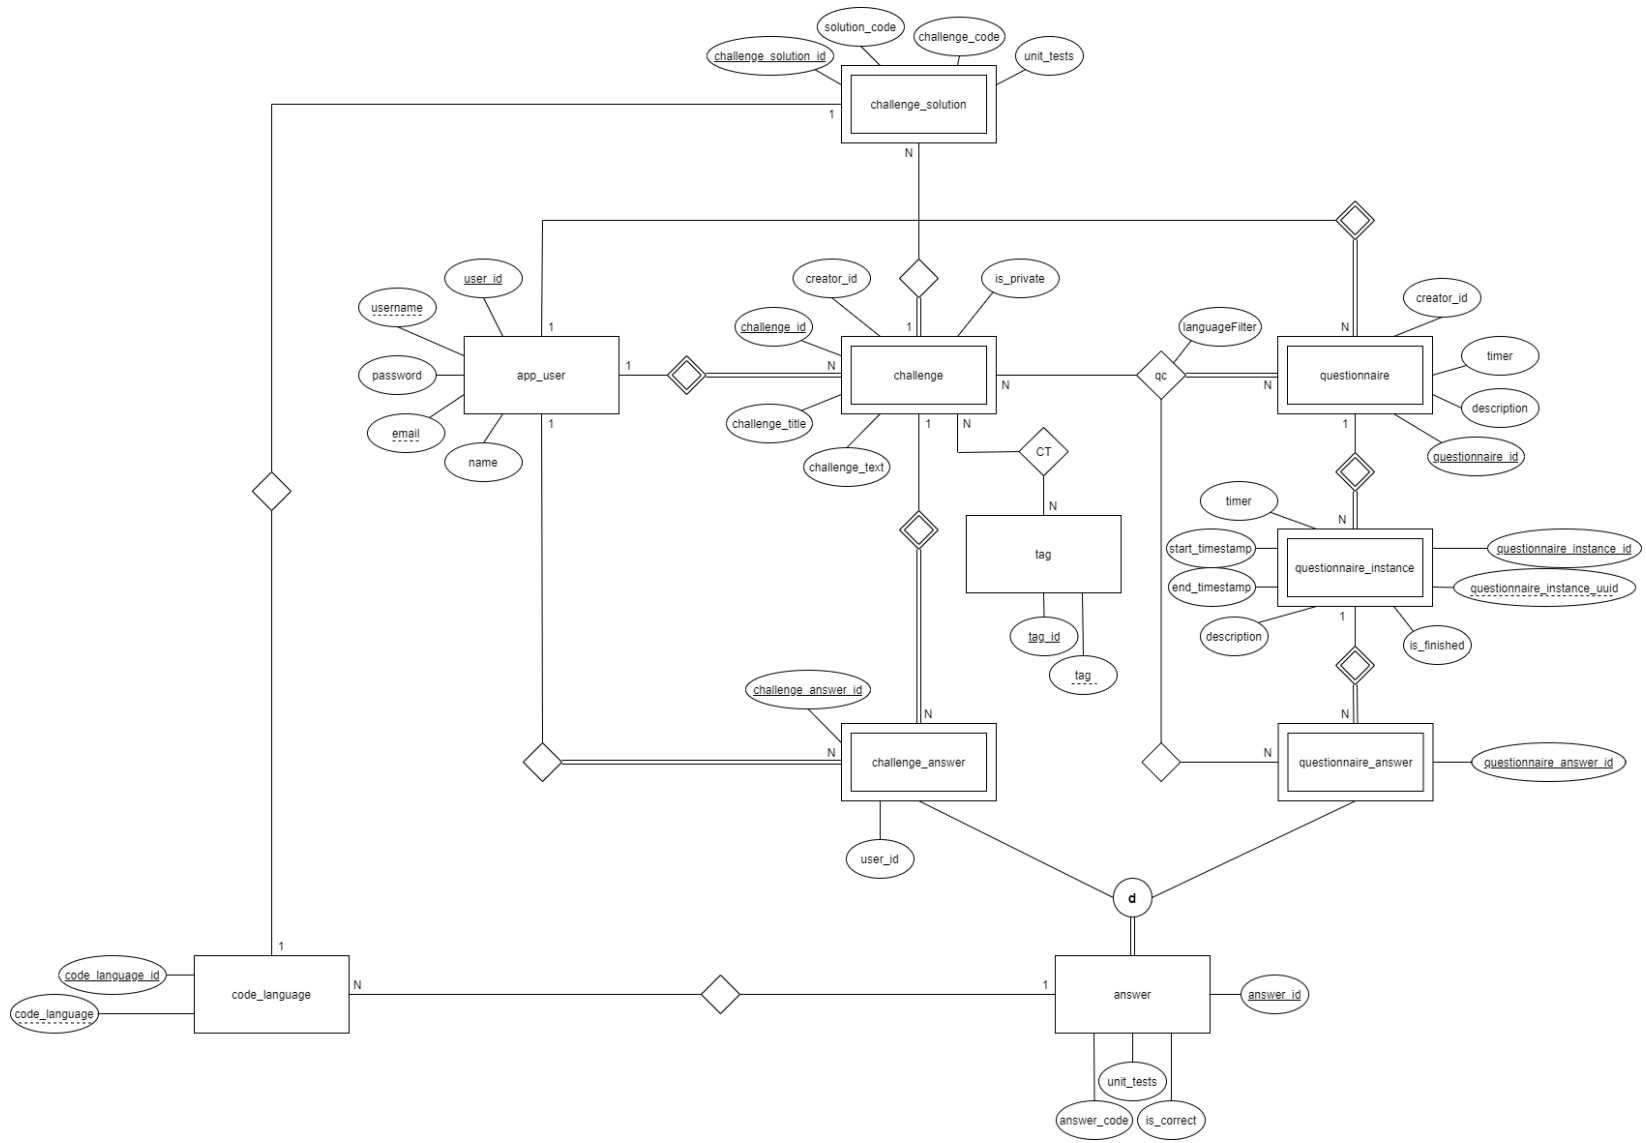 solution_code
challenge_code
challenge_solution_id
unit_tests
challenge_solution
1
N
user_id
creator_id
is_private
creator_id
username
challenge_id
languageFilter
1
1
N
timer
password
app_user
1
N
challenge
N
qc
N
questionnaire
description
email
name
1
challenge_title
challenge_text
1
N
CT
1
questionnaire_id
N
timer
N
tag
start_timestamp
end_timestamp
questionnaire_instance
questionnaire_instance_id
questionnaire_instance_uuid
tag_id
description
1
is_finished
tag
challenge_answer_id
N
N
N
challenge_answer
N
questionnaire_answer
questionnaire_answer_id
user_id
d
1
code_language_id
code_language
code_language
N
1
answer
answer_id
unit_tests
answer_code
is_correct